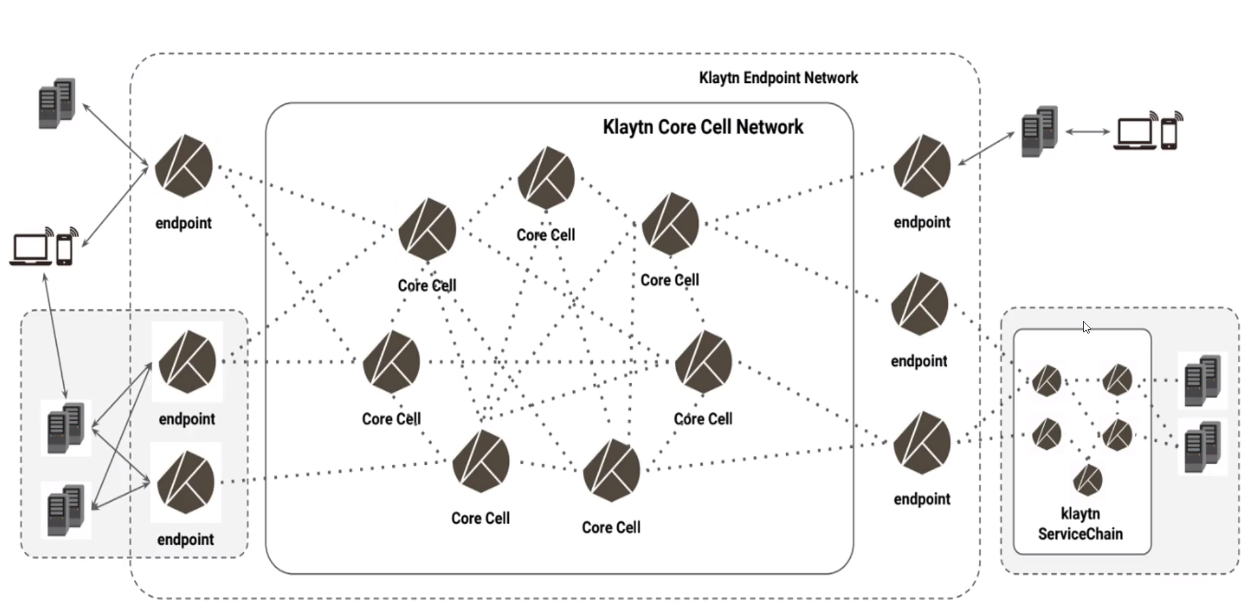 Klaytn Endpoint Network
Klaytn Core Cell Network
endpoint
endpoint
Core Cell
Core Cell
Core Cell
endpoint
endpoint
endpoint
Core Cell
Core Cell
endpoint
Core Cell
Core Cell
klaytn
ServiceChain
endpoint